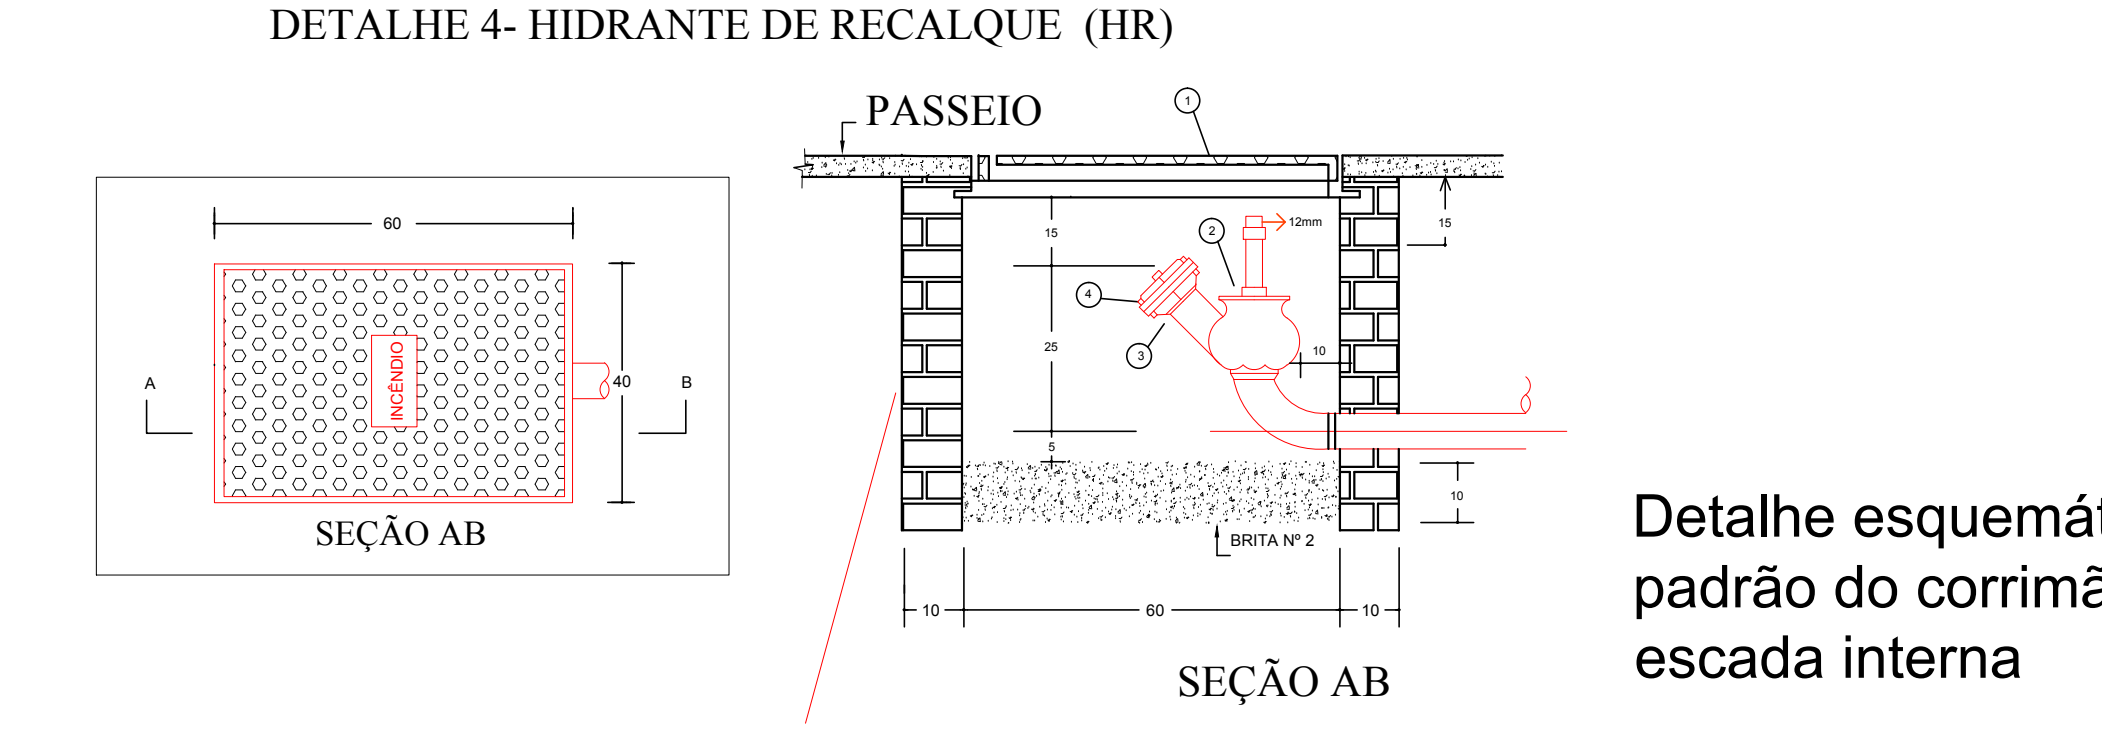 DETALHE 4- HIDRANTE DE RECALQUE (HR)
60
40
A
B
INCÊNDIO
SEÇÃO AB
PASSEIO
1
15
15
2
12mm
4
3
25
10
5
10
BRITA Nº 2
10
60
10
SEÇÃO AB
Detalhe esquemát
padrão do corrimã
escada interna